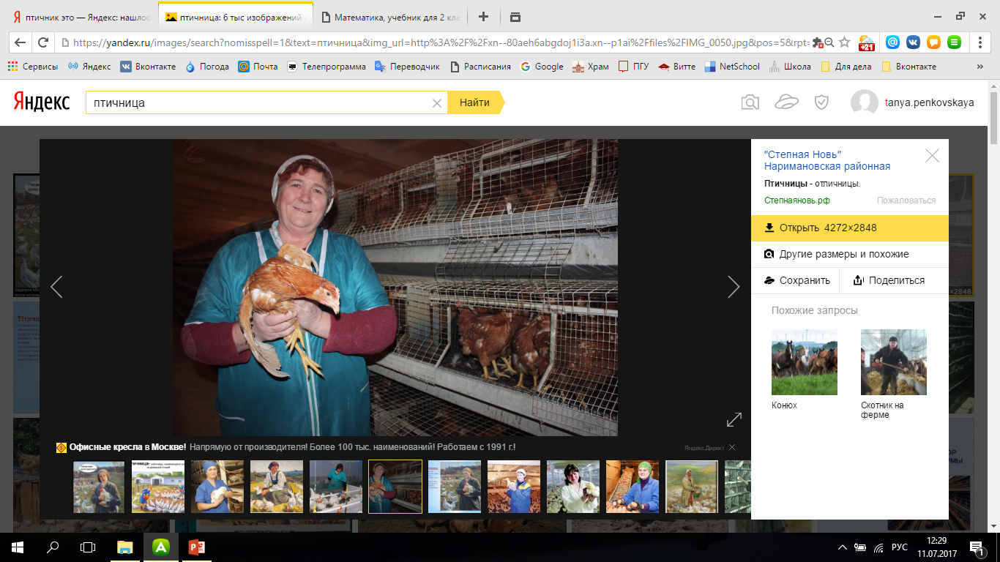 птичник это — Яндекс: нашлос
птичница: 6 тыс изображений
Математика, учебник для 2 кла
https://yandex.ru/images/search?nomisspell=1&text=птичница&img_url=http%3A%2F%2Fxn--80aeh6abgdoj1i3a.xn--p1ai%2Ffiles%2FIMG_0050.jpg&pos=5&rpt=
+21
Сервисы Яндекс Вконтакте Погода Почта Телепрограмма Переводчик Расписания Google Храм ПГУ Витте NetSchool Школа Для дела Вконтакте »
Яндекс
птичница
Найти
tanya.penkovskaya
"Степная Новь"
Наримановская районная
Птичницы - отличницы.
Степнаяновь.рф Пожаловаться
Открыть 4272×2848
Другие размеры и похожие
Сохранить Поделиться
Похожие запросы
Конюх
Скотник на
ферме
×2848
Офисные кресла в Москве! Напрямую от производителя! Более 100 тыс. наименований! Работаем с 1991 г.!
Яндекс.Директ
РУС
12:29
11.07.2017
1